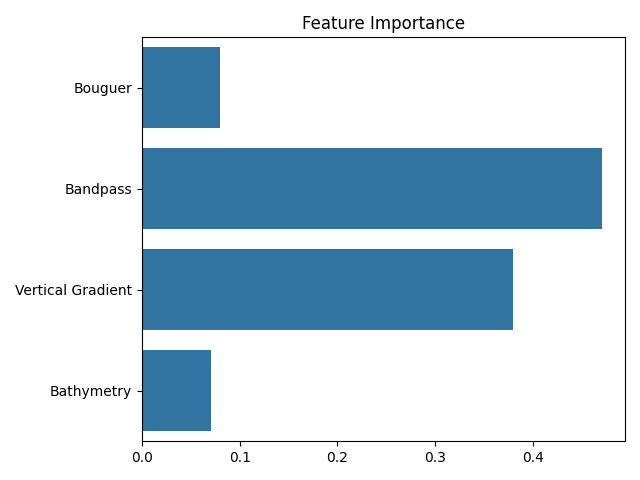 Feature Importance
Bouguer
Bandpass
Vertical Gradient
Bathymetry
0.0 0.1 0.2 0.3 0.4